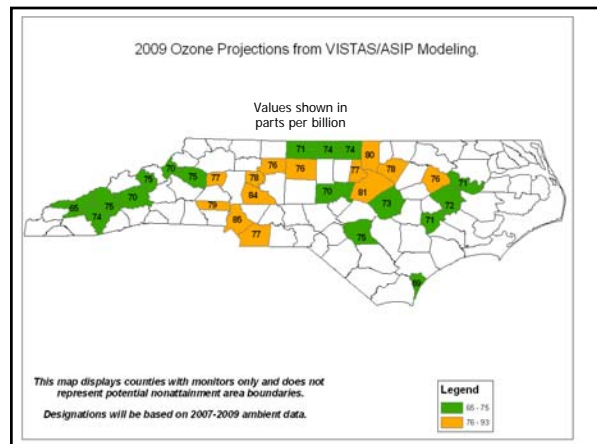 2009 Ozone Projections from VISTAS/ASIP Modeling.
Values shown in
parts per billion
71 74 74 80
70 75 75 77 76 78 76 77 78 76 71
65 74 75 70 84 70 81 73 72
79 85 77 75 71
69
This map displays counties with monitors only and does not
represent potential nonattainment area boundaries.
Designations will be based on 2007-2009 ambient data.
Legend
65 - 75
76 - 93